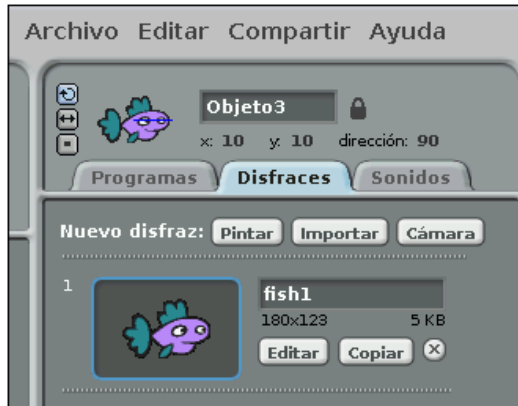 Archivo Editar Compartir Ayuda
Objeto3
x: 10 y: 10 dirección: 90
Programas Disfraces Sonidos
Nuevo disfraz: Pintar Importar Cámara
1
fish1
180x123 5 KB
Editar Copiar